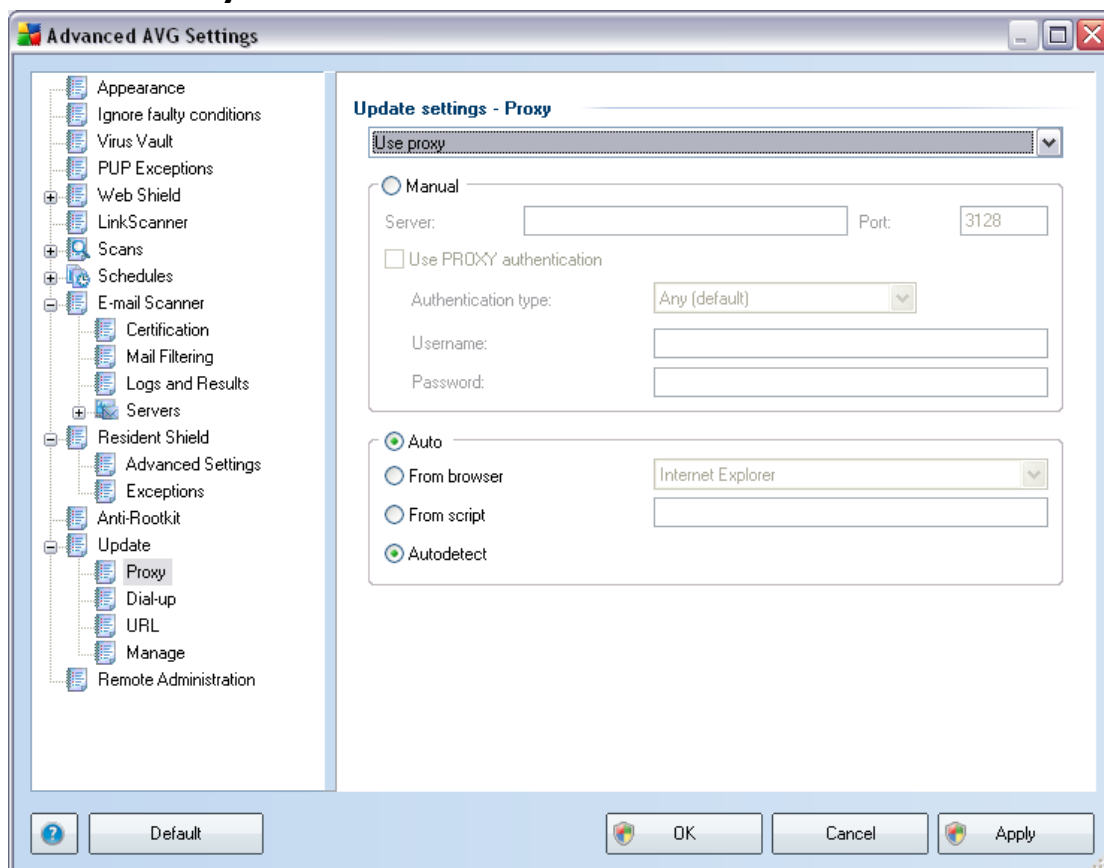 Advanced AVG Settings
Appearance
Ignore faulty conditions
Virus Vault
PUP Exceptions
Web Shield
LinkScanner
Scans
Schedules
E-mail Scanner
Certification
Mail Filtering
Logs and Results
Servers
Resident Shield
Advanced Settings
Exceptions
Anti-Rootkit
Update
Proxy
Dial-up
URL
Manage
Remote Administration
Update settings - Proxy
Use proxy
Manual
Server: Port: 3128
Use PROXY authentication
Authentication type: Any (default)
Username:
Password:
Auto
From browser Internet Explorer
From script
Autodetect
? Default OK Cancel Apply